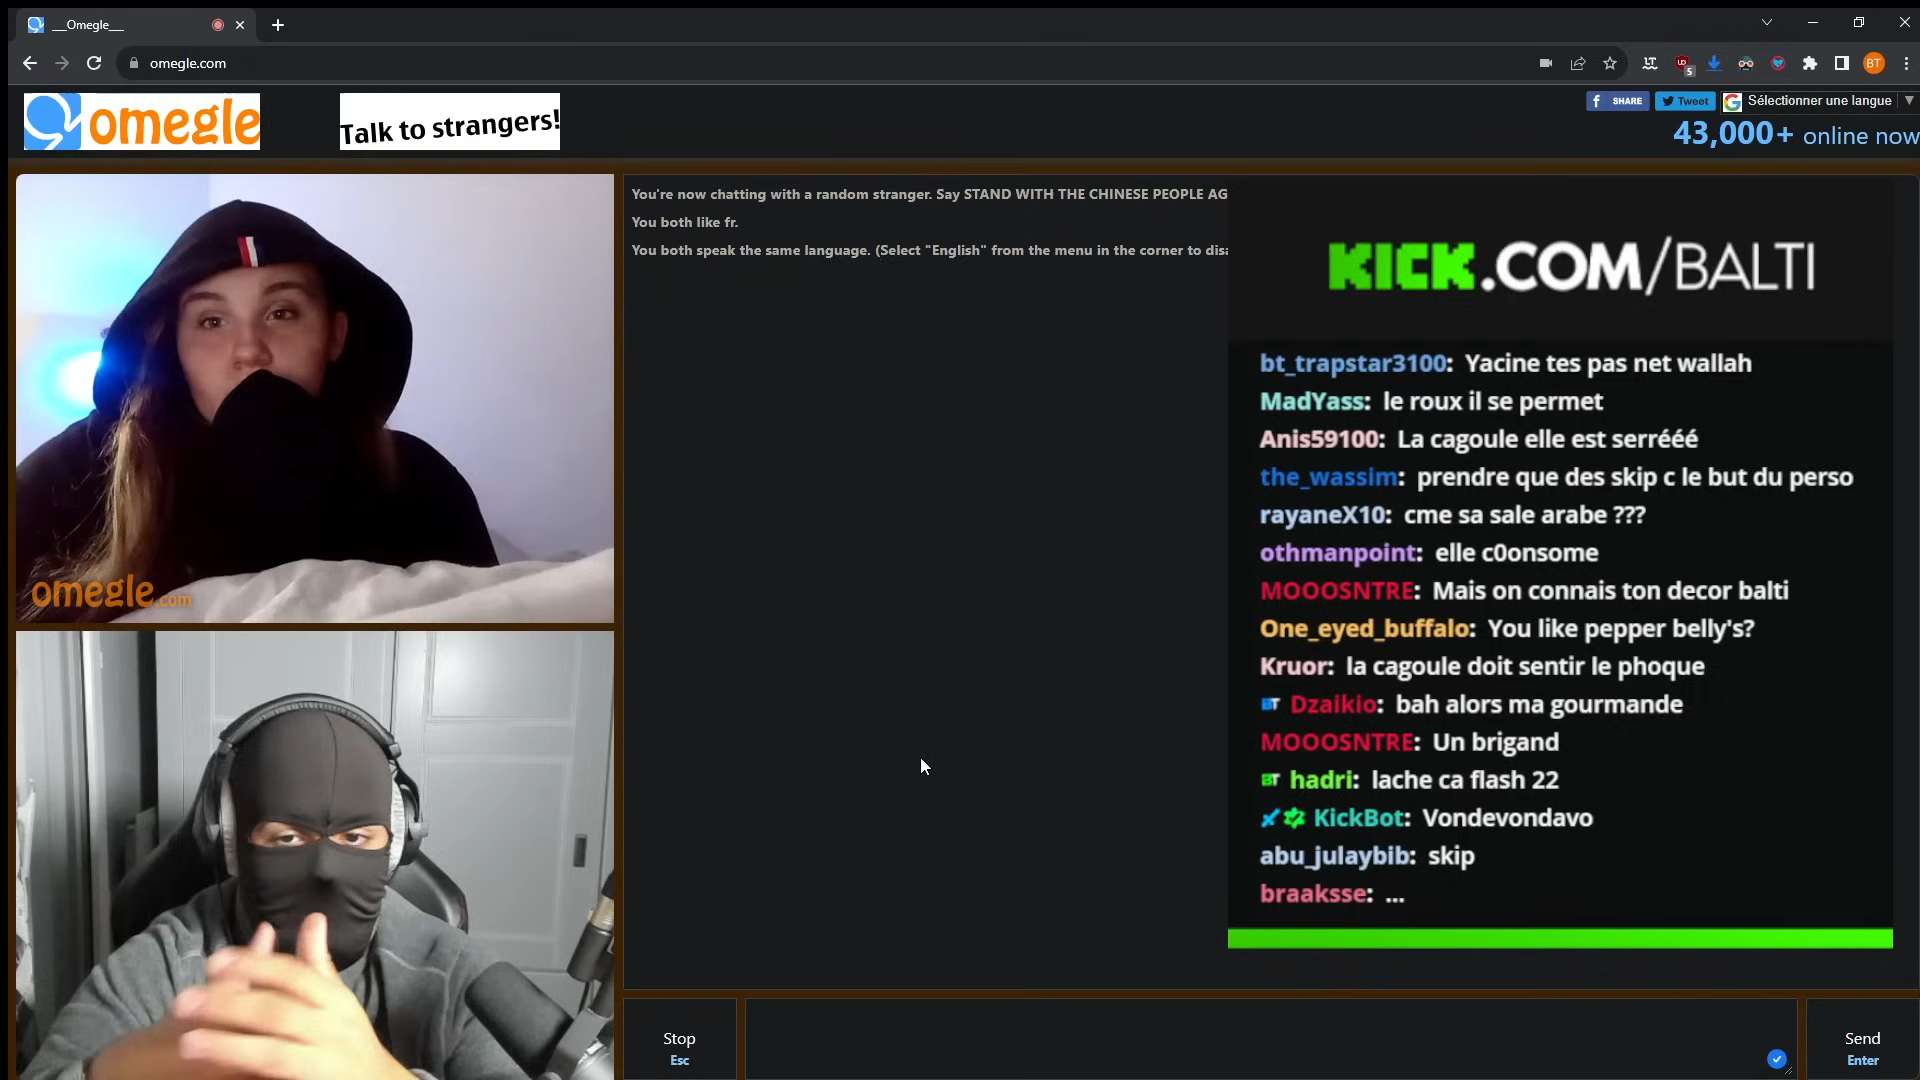 __Omegle__
omegle.com
5
BT
omegle
Talk to strangers!
f SHARE
Tweet
Sélectionner une langue
43,000+ online now
You're now chatting with a random stranger. Say STAND WITH THE CHINESE PEOPLE AG
You both like fr.
You both speak the same language. (Select "English" from the menu in the corner to disa
omegle.com
KICK.COM/BALTI
bt_trapstar3100: Yacine tes pas net wallah
MadYass: le roux il se permet
Anis59100: La cagoule elle est serrééé
the_wassim: prendre que des skip c le but du perso
rayaneX10: cme sa sale arabe ???
othmanpoint: elle c0onsome
MOOOSNTRE: Mais on connais ton decor balti
One_eyed_buffalo: You like pepper belly's?
Kruor: la cagoule doit sentir le phoque
BT Dzaiklo: bah alors ma gourmande
MOOOSNTRE: Un brigand
BT hadri: lache ca flash 22
KickBot: Vondevondavo
abu_julaybib: skip
braaksse: ...
Stop
Esc
Send
Enter